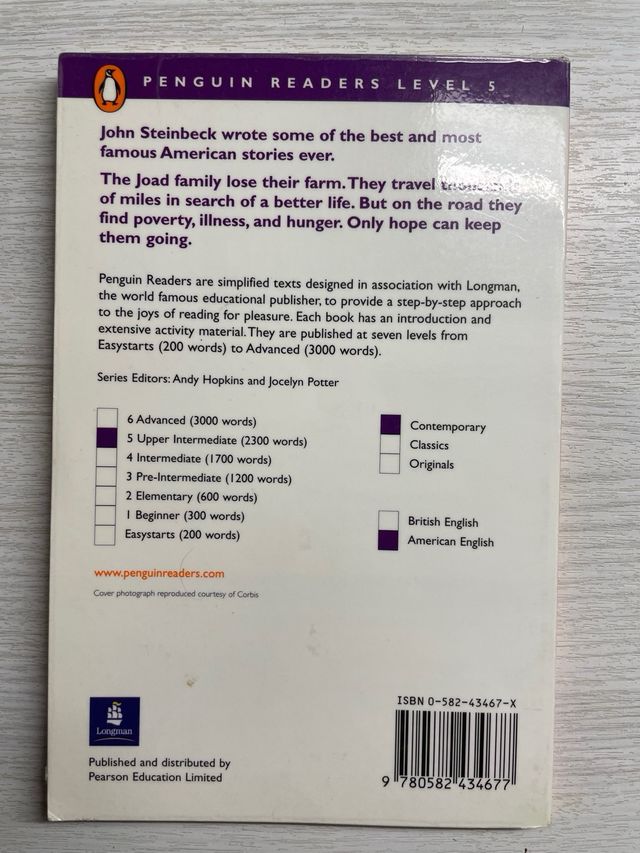 PENGUIN READERS LEVEL 5
John Steinbeck wrote some of the best and most
famous American stories ever.
The Joad family lose their farm. They travel thousands
of miles in search of a better life. But on the road they
find poverty, illness, and hunger. Only hope can keep
them going.
Penguin Readers are simplified texts designed in association with Longman,
the world famous educational publisher, to provide a step-by-step approach
to the joys of reading for pleasure. Each book has an introduction and
extensive activity material. They are published at seven levels from
Easystarts (200 words) to Advanced (3000 words).
Series Editors: Andy Hopkins and Jocelyn Potter
6 Advanced (3000 words)
5 Upper Intermediate (2300 words)
4 Intermediate (1700 words)
3 Pre-Intermediate (1200 words)
2 Elementary (600 words)
1 Beginner (300 words)
Easystarts (200 words)
Contemporary
Classics
Originals
British English
American English
www.penguinreaders.com
Cover photograph reproduced courtesy of Corbis
Longman
Published and distributed by
Pearson Education Limited
ISBN 0-582-43467-X
9 780582 434677